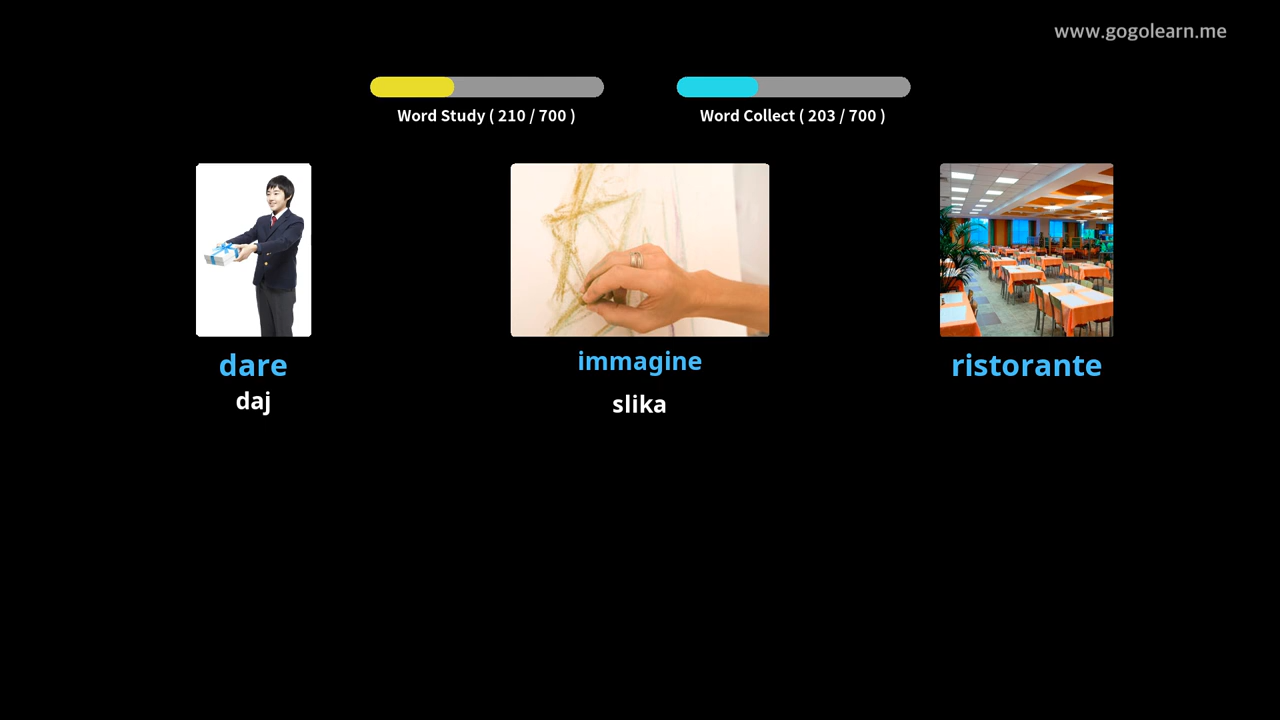 www.gogolearn.me
Word Study ( 210 / 700 )
Word Collect ( 203 / 700 )
dare
daj
immagine
slika
ristorante